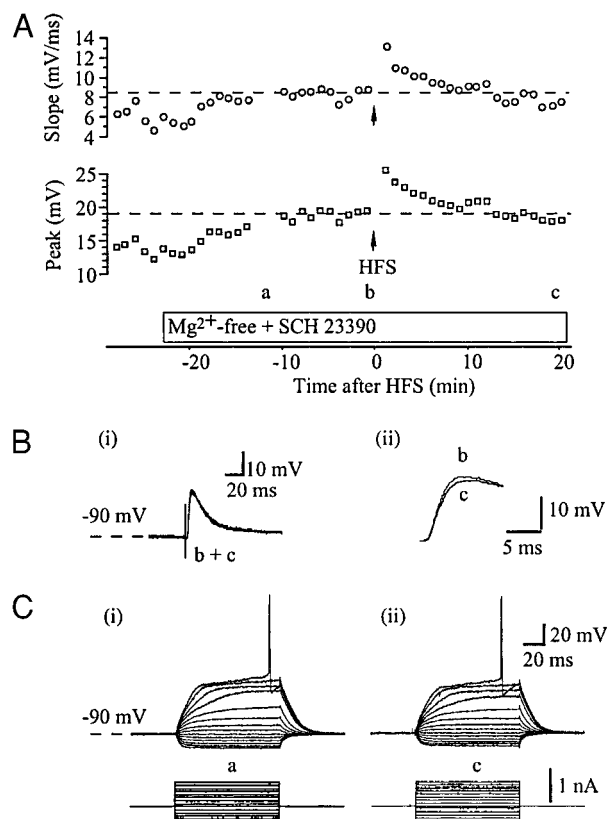 A
Slope (mV/ms)
14
12
10
8
6
4
Peak (mV)
25
20
15
10
HFS
a b c
Mg2+-free + SCH 23390
-20 -10 0 10 20
Time after HFS (min)
B
(i) (ii)
10 mV
20 ms
-90 mV
b + c
b
c
10 mV
5 ms
C
(i) (ii)
20 mV
20 ms
-90 mV
a c
1 nA